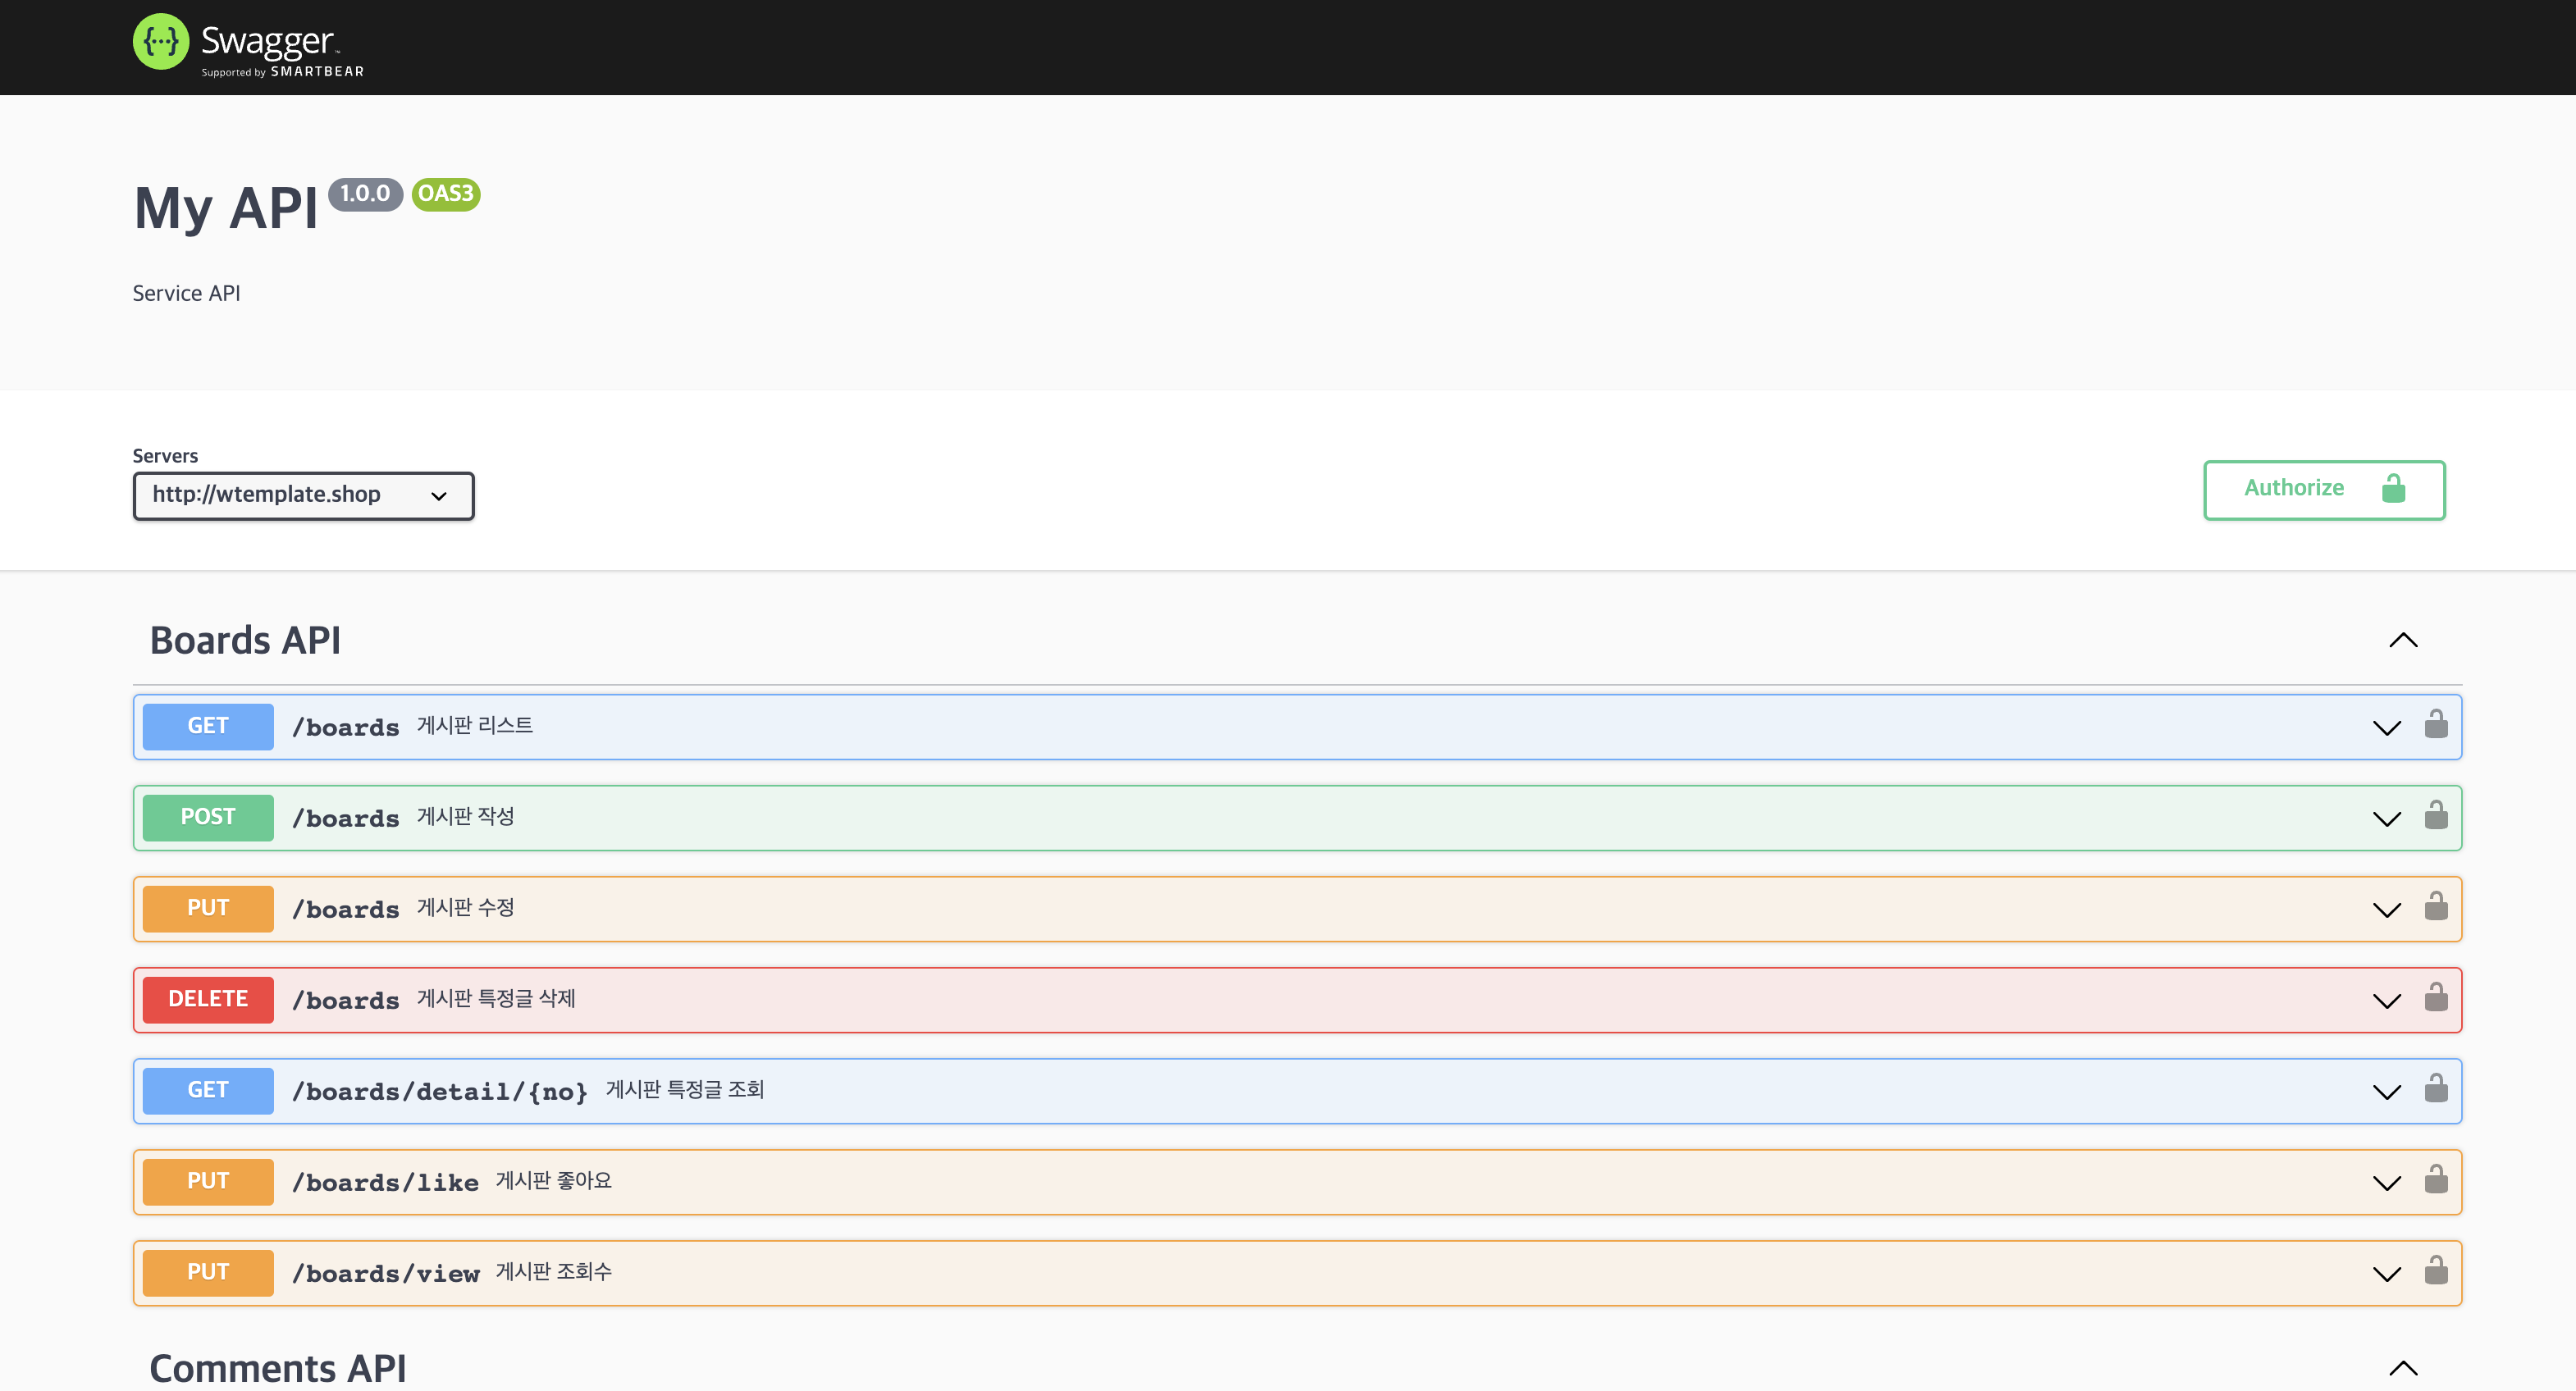 Swagger™
Supported by SMARTBEAR
My API 1.0.0 OAS3
Service API
Servers
http://wtemplate.shop
Authorize
Boards API
GET /boards 게시판 리스트
POST /boards 게시판 작성
PUT /boards 게시판 수정
DELETE /boards 게시판 특정글 삭제
GET /boards/detail/{no} 게시판 특정글 조회
PUT /boards/like 게시판 좋아요
PUT /boards/view 게시판 조회수
Comments API